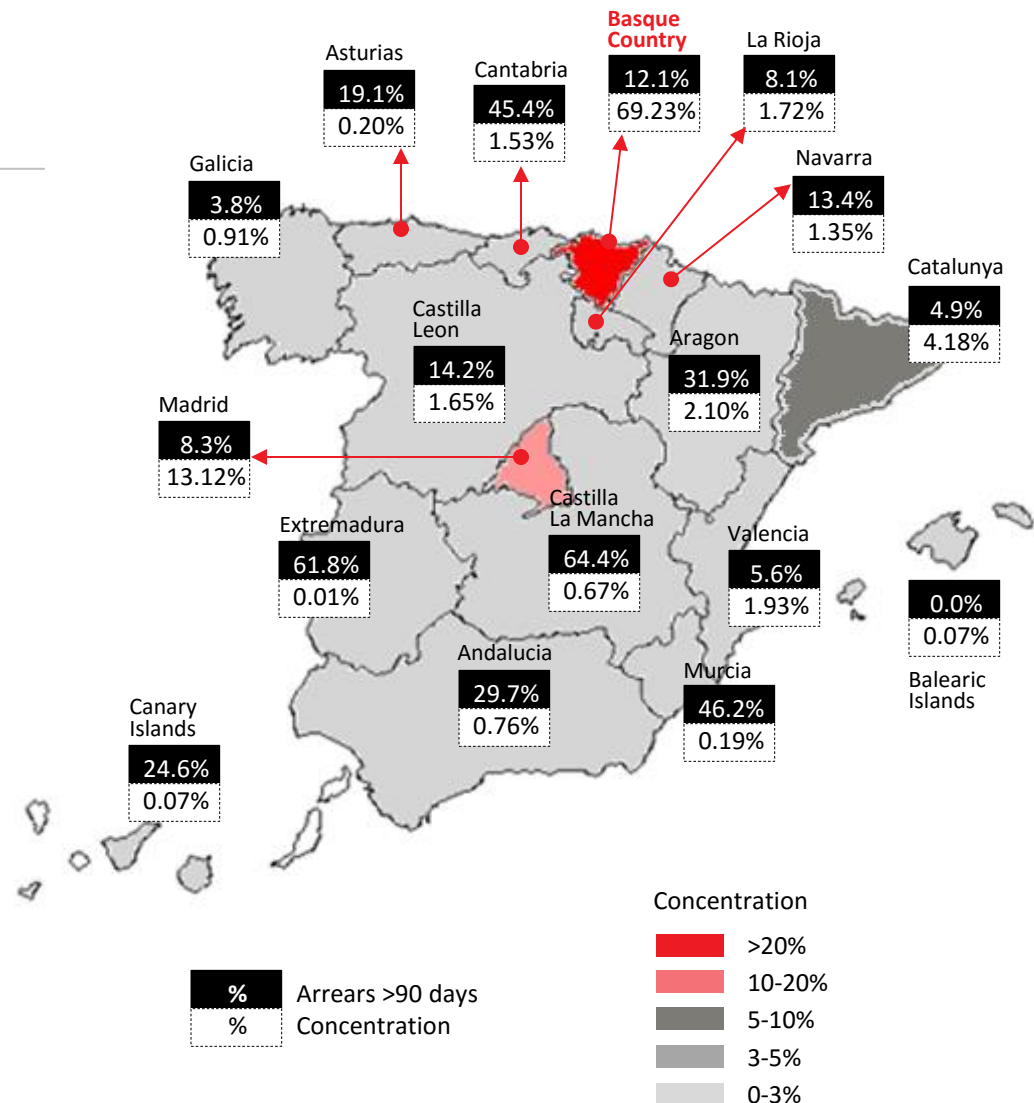 Basque
Country
12.1%
69.23%
La Rioja
8.1%
1.72%
Asturias
19.1%
0.20%
Cantabria
45.4%
1.53%
Navarra
13.4%
1.35%
Galicia
3.8%
0.91%
Catalunya
4.9%
4.18%
Castilla
Leon
14.2%
1.65%
Aragon
31.9%
2.10%
Madrid
8.3%
13.12%
Castilla
La Mancha
64.4%
0.67%
Extremadura
61.8%
0.01%
Valencia
5.6%
1.93%
0.0%
0.07%
Balearic
Islands
Andalucia
29.7%
0.76%
Murcia
46.2%
0.19%
Canary
Islands
24.6%
0.07%
Concentration
>20%
10-20%
5-10%
3-5%
0-3%
% Arrears >90 days
% Concentration